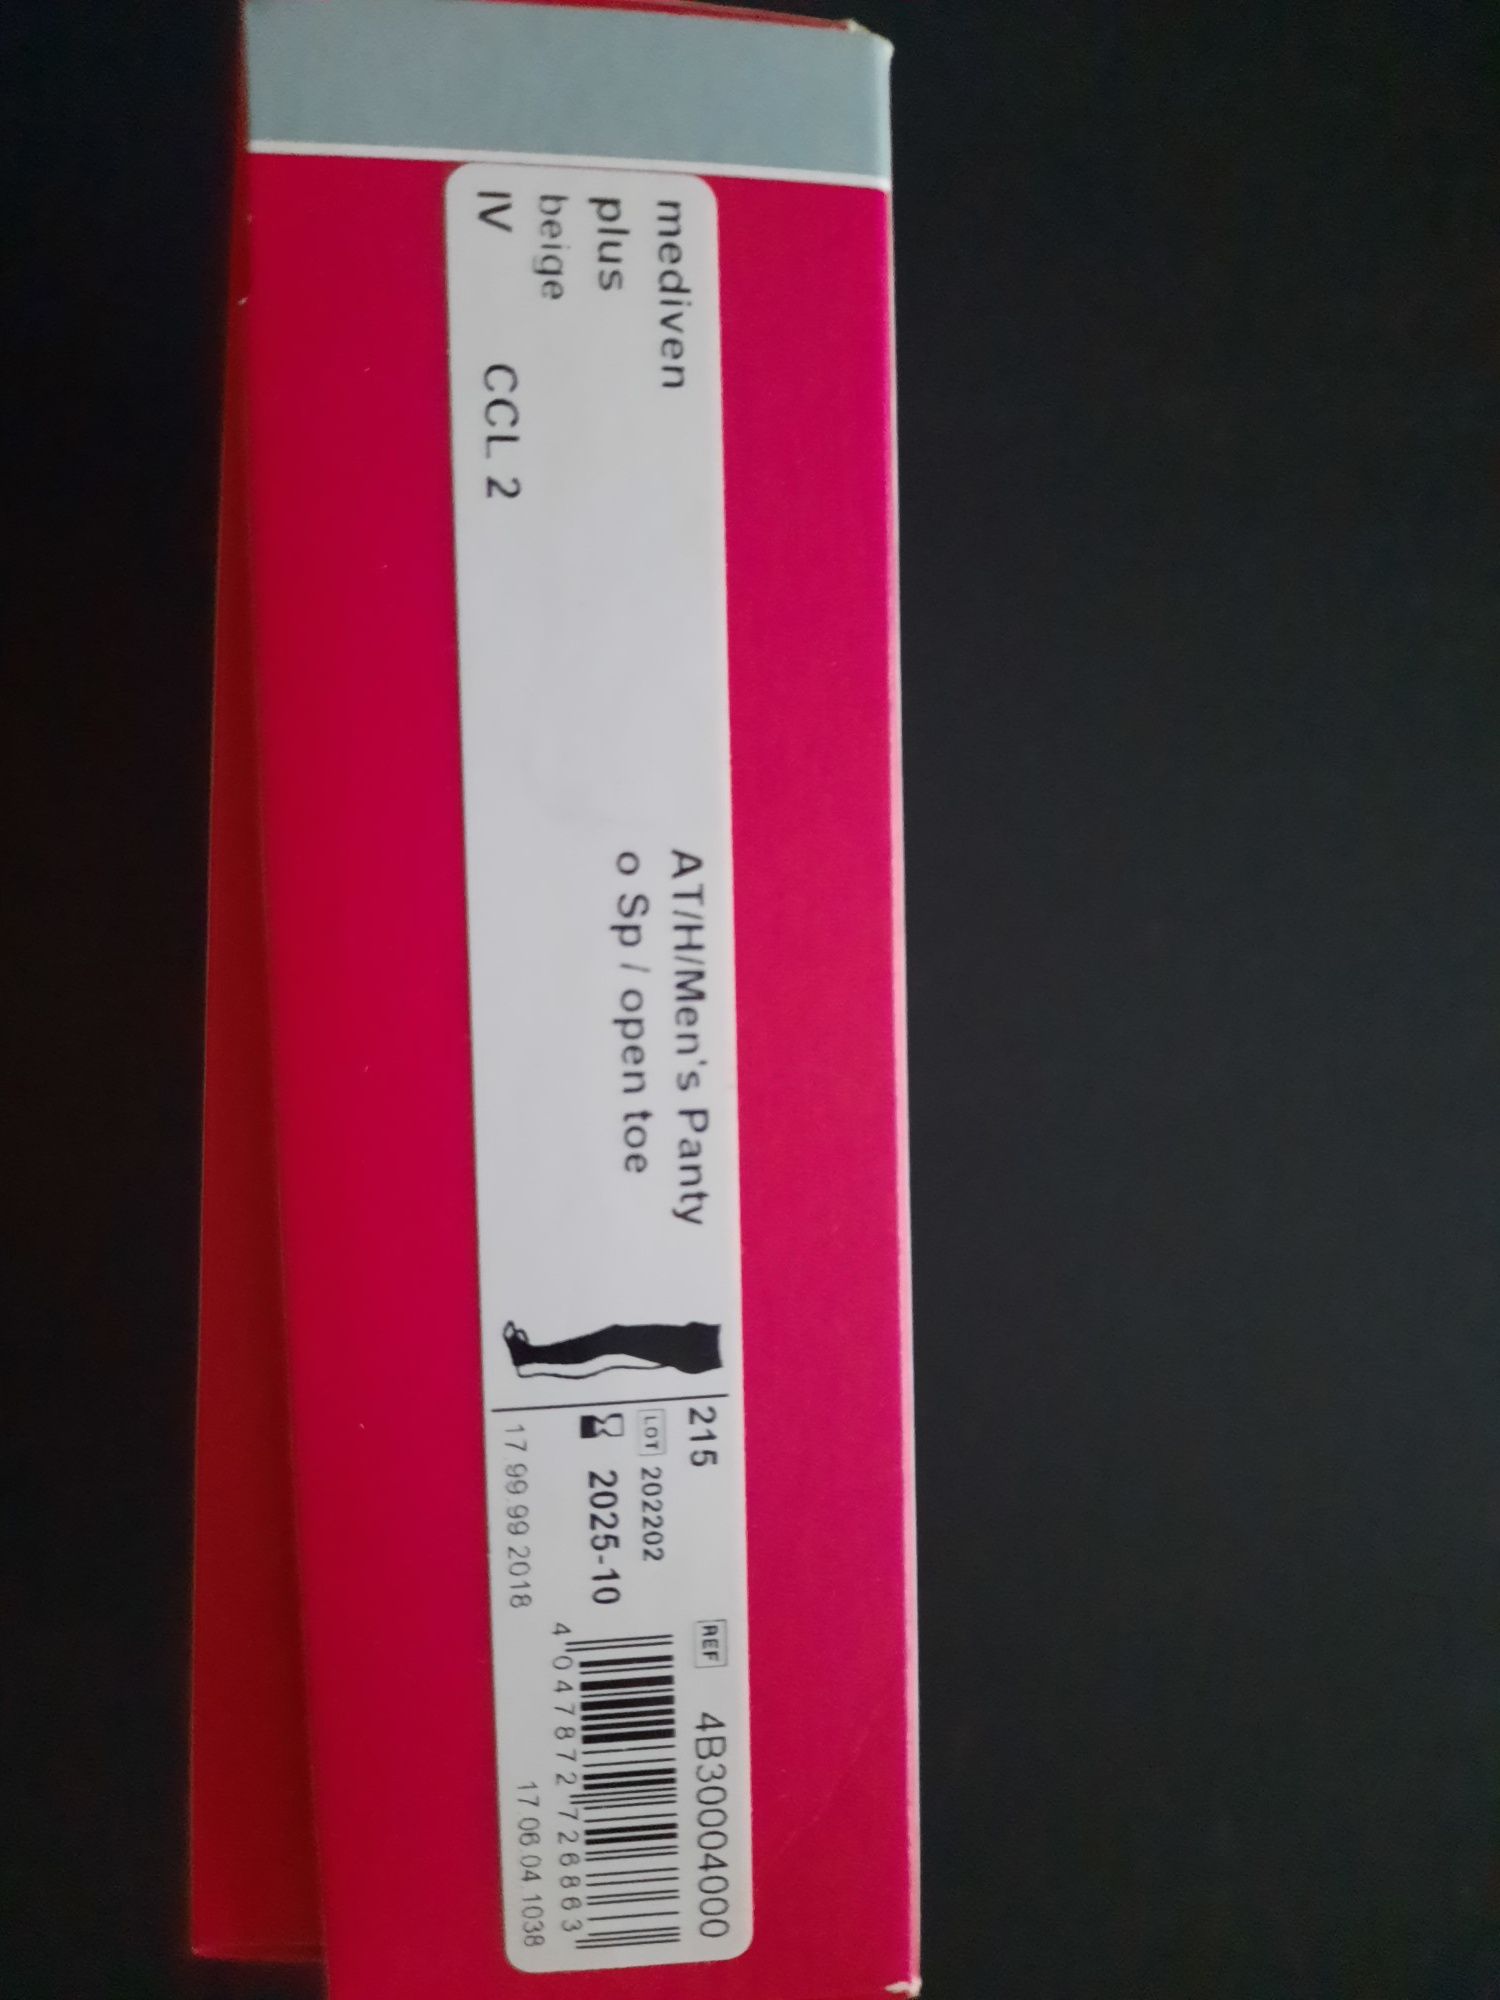 mediven
plus
beige
IV CCL 2
AT/H/Men's Panty
o Sp / open toe
215
LOT 202202
2025-10
17.99.99.2018
REF 4B30004000
4 047872 726863
17.06.04.1038